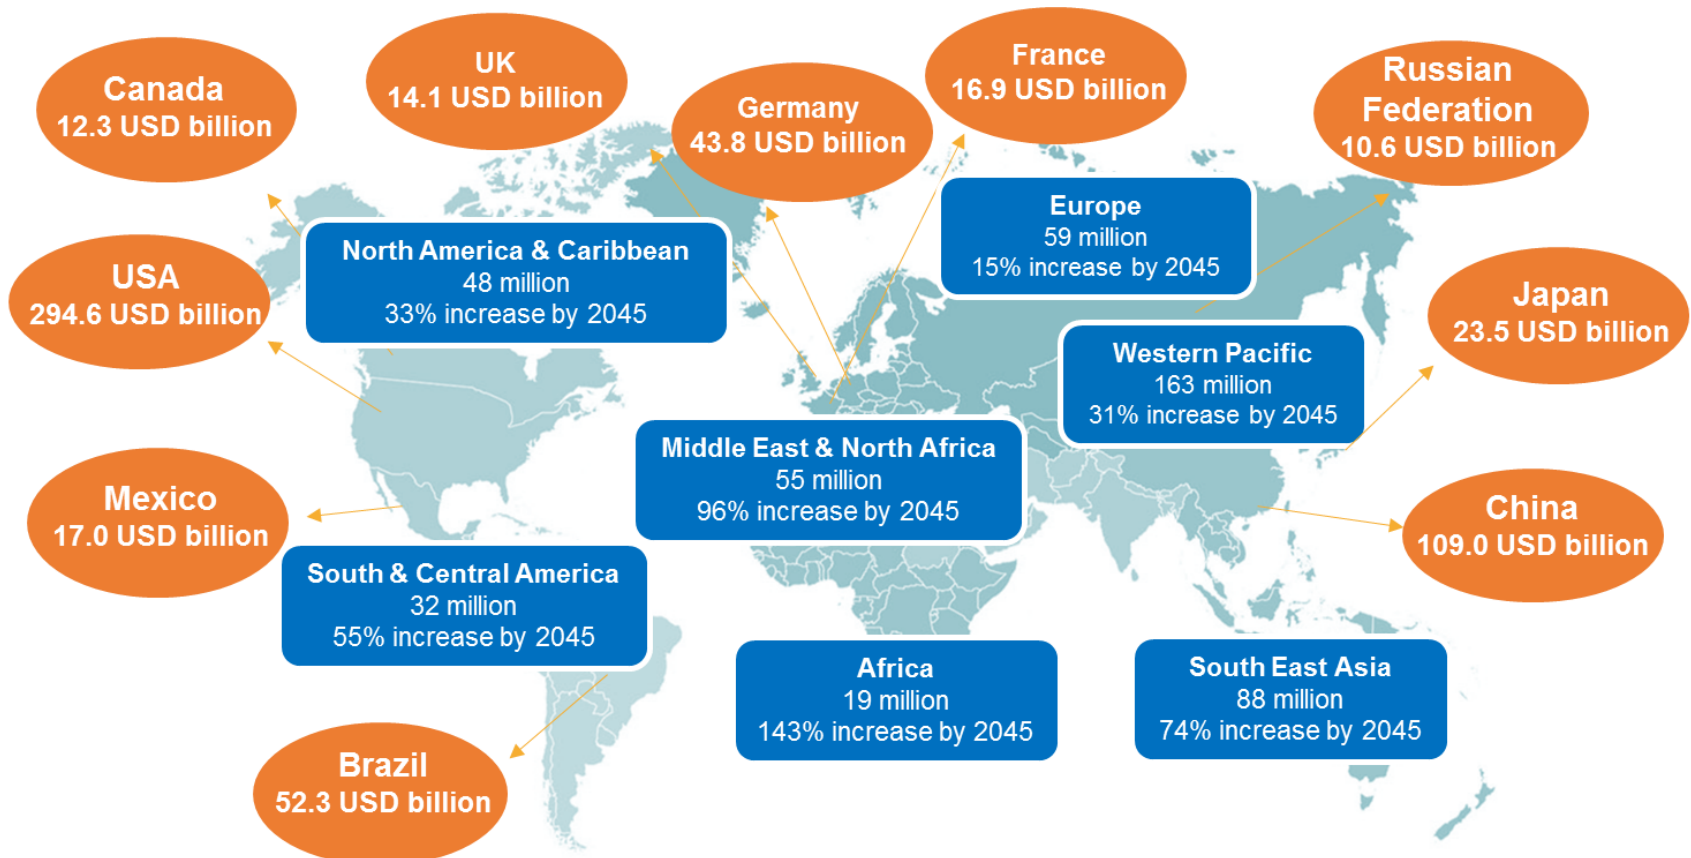 Canada
12.3 USD billion
UK
14.1 USD billion
Germany
43.8 USD billion
France
16.9 USD billion
Russian
Federation
10.6 USD billion
North America & Caribbean
48 million
33% increase by 2045
Europe
59 million
15% increase by 2045
USA
294.6 USD billion
Japan
23.5 USD billion
Western Pacific
163 million
31% increase by 2045
Middle East & North Africa
55 million
96% increase by 2045
Mexico
17.0 USD billion
China
109.0 USD billion
South & Central America
32 million
55% increase by 2045
Africa
19 million
143% increase by 2045
South East Asia
88 million
74% increase by 2045
Brazil
52.3 USD billion